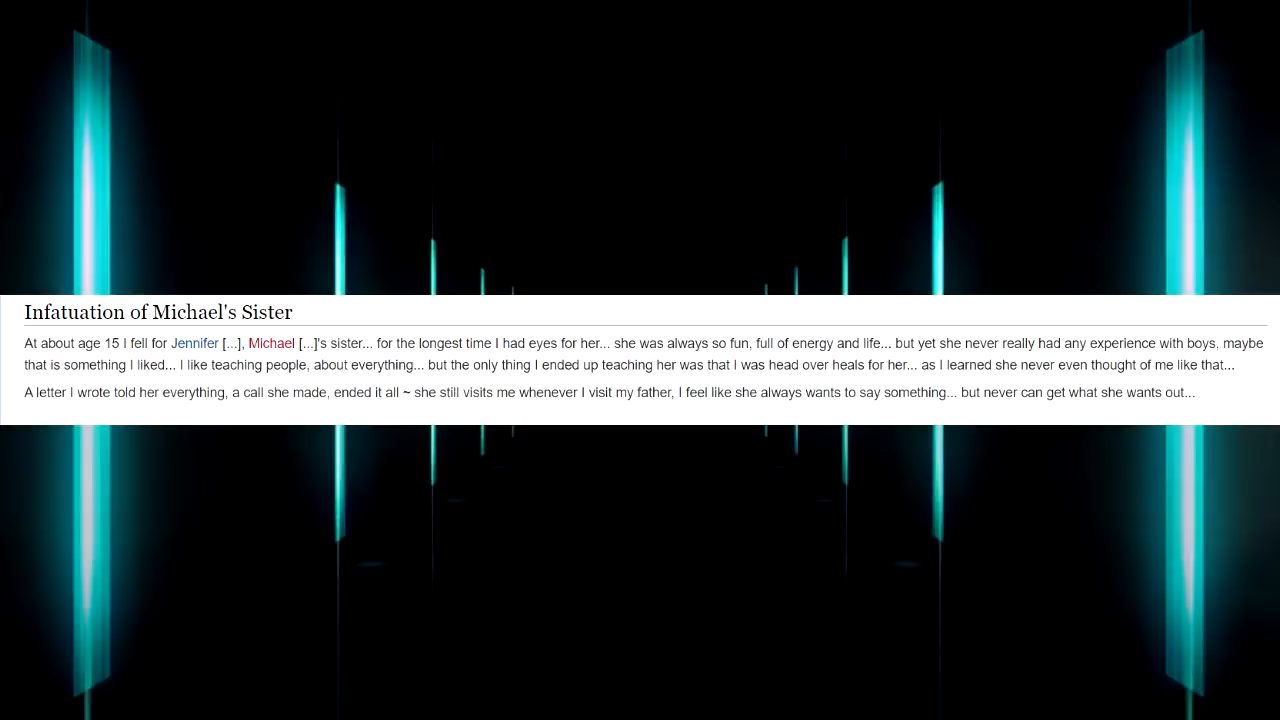 Infatuation of Michael's Sister
At about age 15 I fell for Jennifer [...], Michael [...]'s sister... for the longest time I had eyes for her... she was always so fun, full of energy and life... but yet she never really had any experience with boys, maybe
that is something I liked... I like teaching people, about everything... but the only thing I ended up teaching her was that I was head over heals for her... as I learned she never even thought of me like that...
A letter I wrote told her everything, a call she made, ended it all ~ she still visits me whenever I visit my father, I feel like she always wants to say something... but never can get what she wants out...